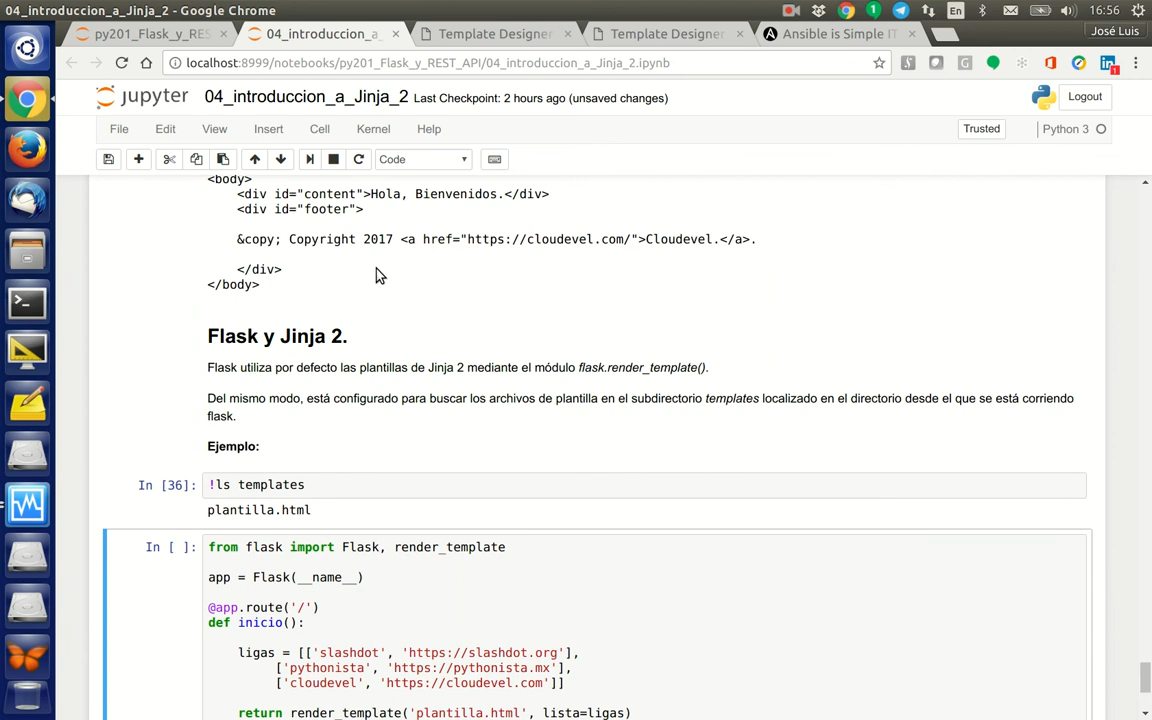 04_introduccion_a_Jinja_2 - Google Chrome
En
16:56
py201_Flask_y_RES
04_introduccion_a_
Template Designer
Template Designer
Ansible is Simple IT
José Luis
localhost:8999/notebooks/py201_Flask_y_REST_API/04_introduccion_a_Jinja_2.ipynb
jupyter
04_introduccion_a_Jinja_2 Last Checkpoint: 2 hours ago (unsaved changes)
Logout
File Edit View Insert Cell Kernel Help
Trusted
Python 3
Code
<body>
<div id="content">Hola, Bienvenidos.</div>
<div id="footer">
&copy; Copyright 2017 <a href="https://cloudevel.com/">Cloudevel.</a>.
</div>
</body>
Flask y Jinja 2.
Flask utiliza por defecto las plantillas de Jinja 2 mediante el módulo flask.render_template().
Del mismo modo, está configurado para buscar los archivos de plantilla en el subdirectorio templates localizado en el directorio desde el que se está corriendo
flask.
Ejemplo:
In [36]: !ls templates
plantilla.html
In [ ]: from flask import Flask, render_template
app = Flask(__name__)
@app.route('/')
def inicio():
ligas = [['slashdot', 'https://slashdot.org'],
['pythonista', 'https://pythonista.mx'],
['cloudevel', 'https://cloudevel.com']]
return render_template('plantilla.html', lista=ligas)